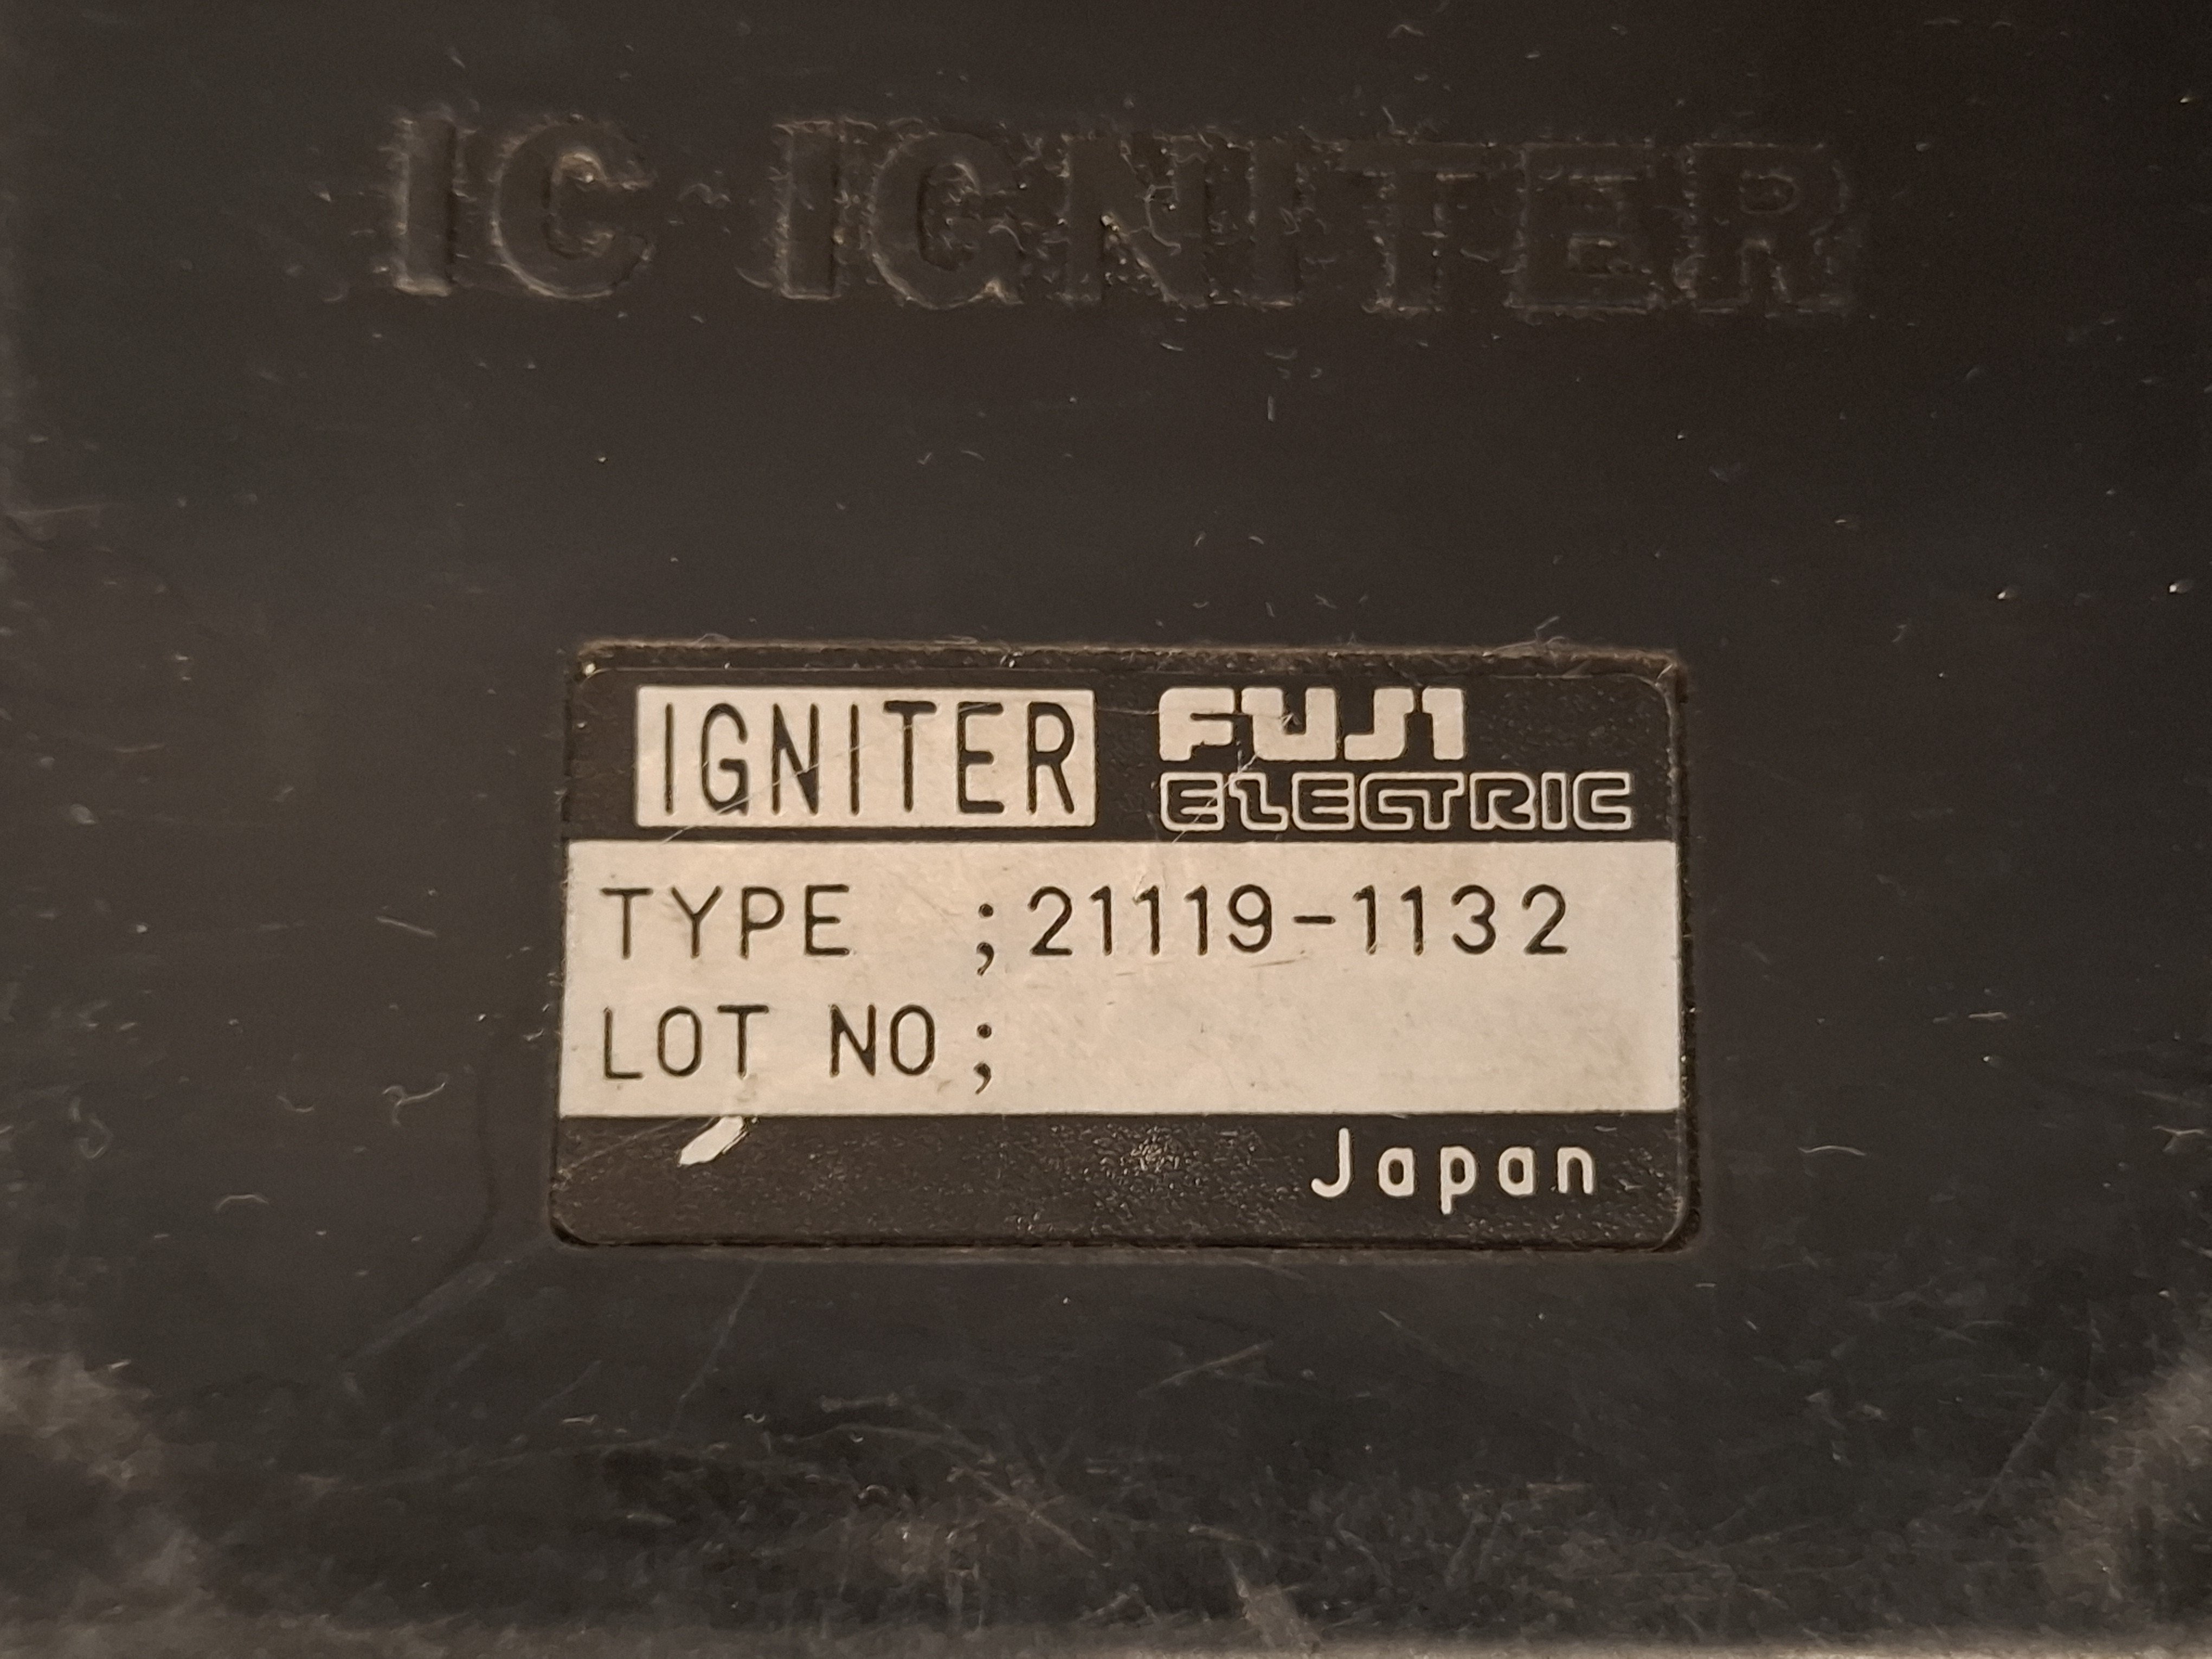 IC IGNITER
IGNITER FUJI
ELECTRIC
TYPE ;21119-1132
LOT NO;
Japan